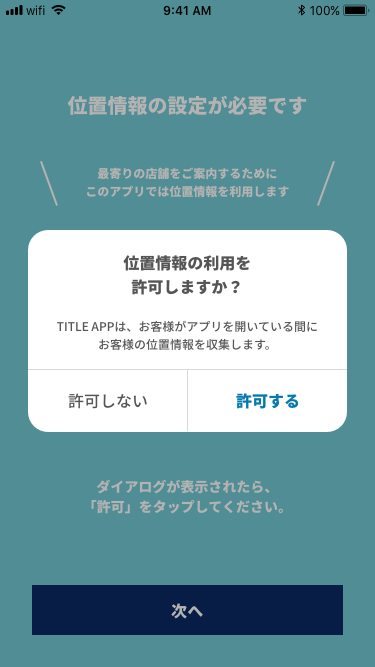 wifi 9:41 AM 100%
位置情報の設定が必要です
最寄りの店舗をご案内するために
このアプリでは位置情報を利用します
位置情報の利用を
許可しますか？
TITLE APPは、お客様がアプリを開いている間に
お客様の位置情報を収集します。
許可しない 許可する
ダイアログが表示されたら、
「許可」をタップしてください。
次へ